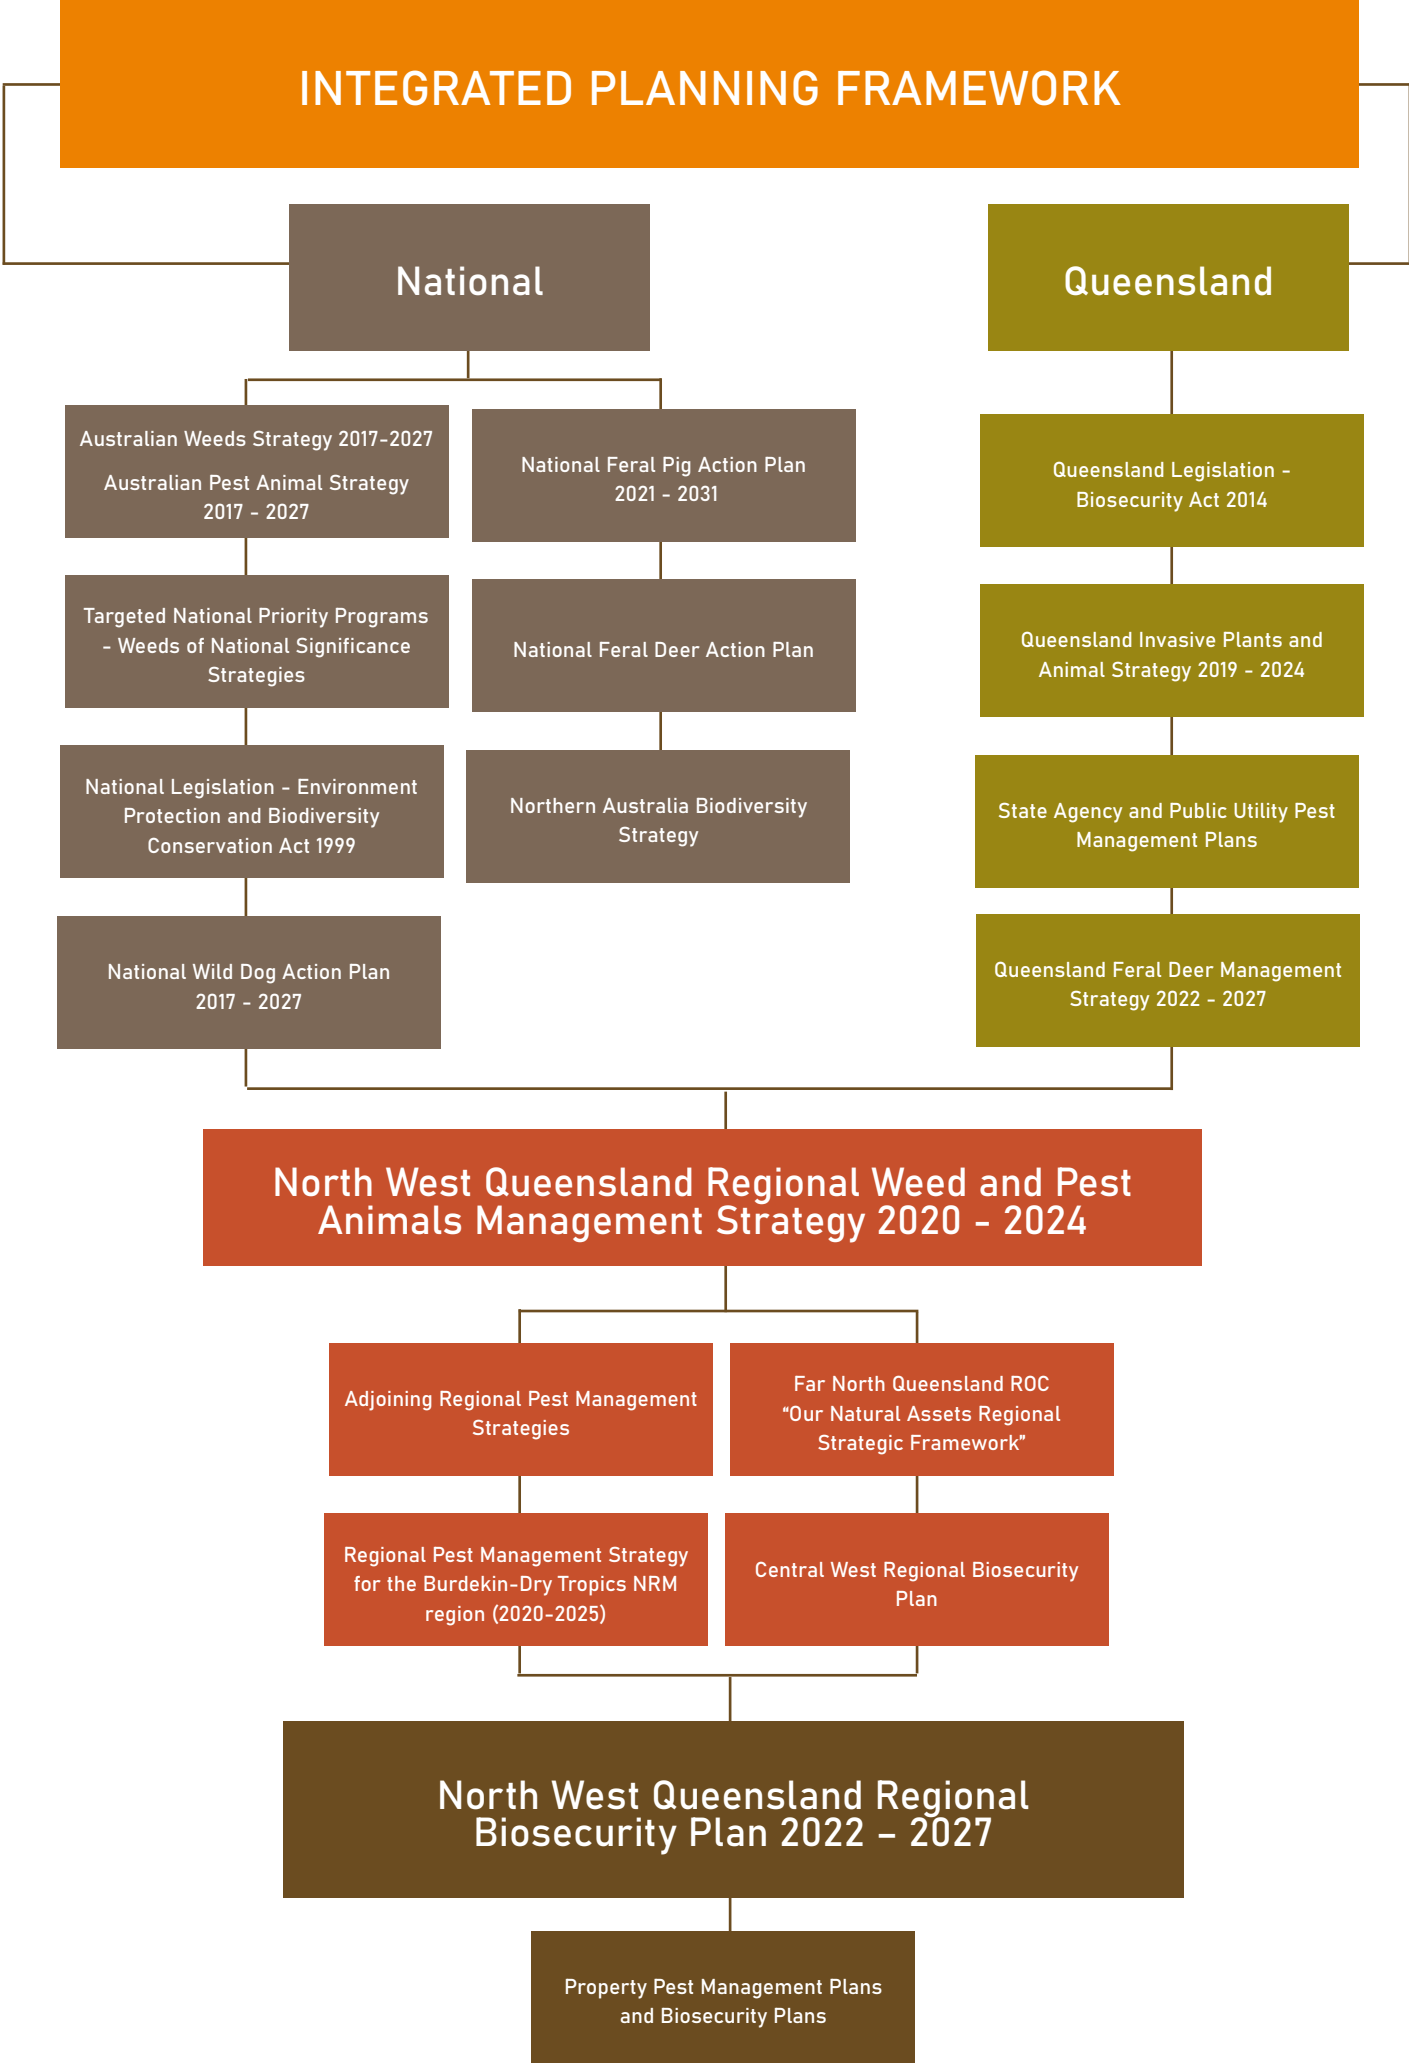 INTEGRATED PLANNING FRAMEWORK
National
Australian Weeds Strategy 2017-2027
Australian Pest Animal Strategy
2017 - 2027
Targeted National Priority Programs
- Weeds of National Significance
Strategies
National Legislation - Environment
Protection and Biodiversity
Conservation Act 1999
National Wild Dog Action Plan
2017 - 2027
National Feral Pig Action Plan
2021 - 2031
National Feral Deer Action Plan
Northern Australia Biodiversity
Strategy
Queensland
Queensland Legislation -
Biosecurity Act 2014
Queensland Invasive Plants and
Animal Strategy 2019 - 2024
State Agency and Public Utility Pest
Management Plans
Queensland Feral Deer Management
Strategy 2022 - 2027
North West Queensland Regional Weed and Pest
Animals Management Strategy 2020 - 2024
Adjoining Regional Pest Management
Strategies
Regional Pest Management Strategy
for the Burdekin-Dry Tropics NRM
region (2020-2025)
Far North Queensland ROC
“Our Natural Assets Regional
Strategic Framework”
Central West Regional Biosecurity
Plan
North West Queensland Regional
Biosecurity Plan 2022 – 2027
Property Pest Management Plans
and Biosecurity Plans